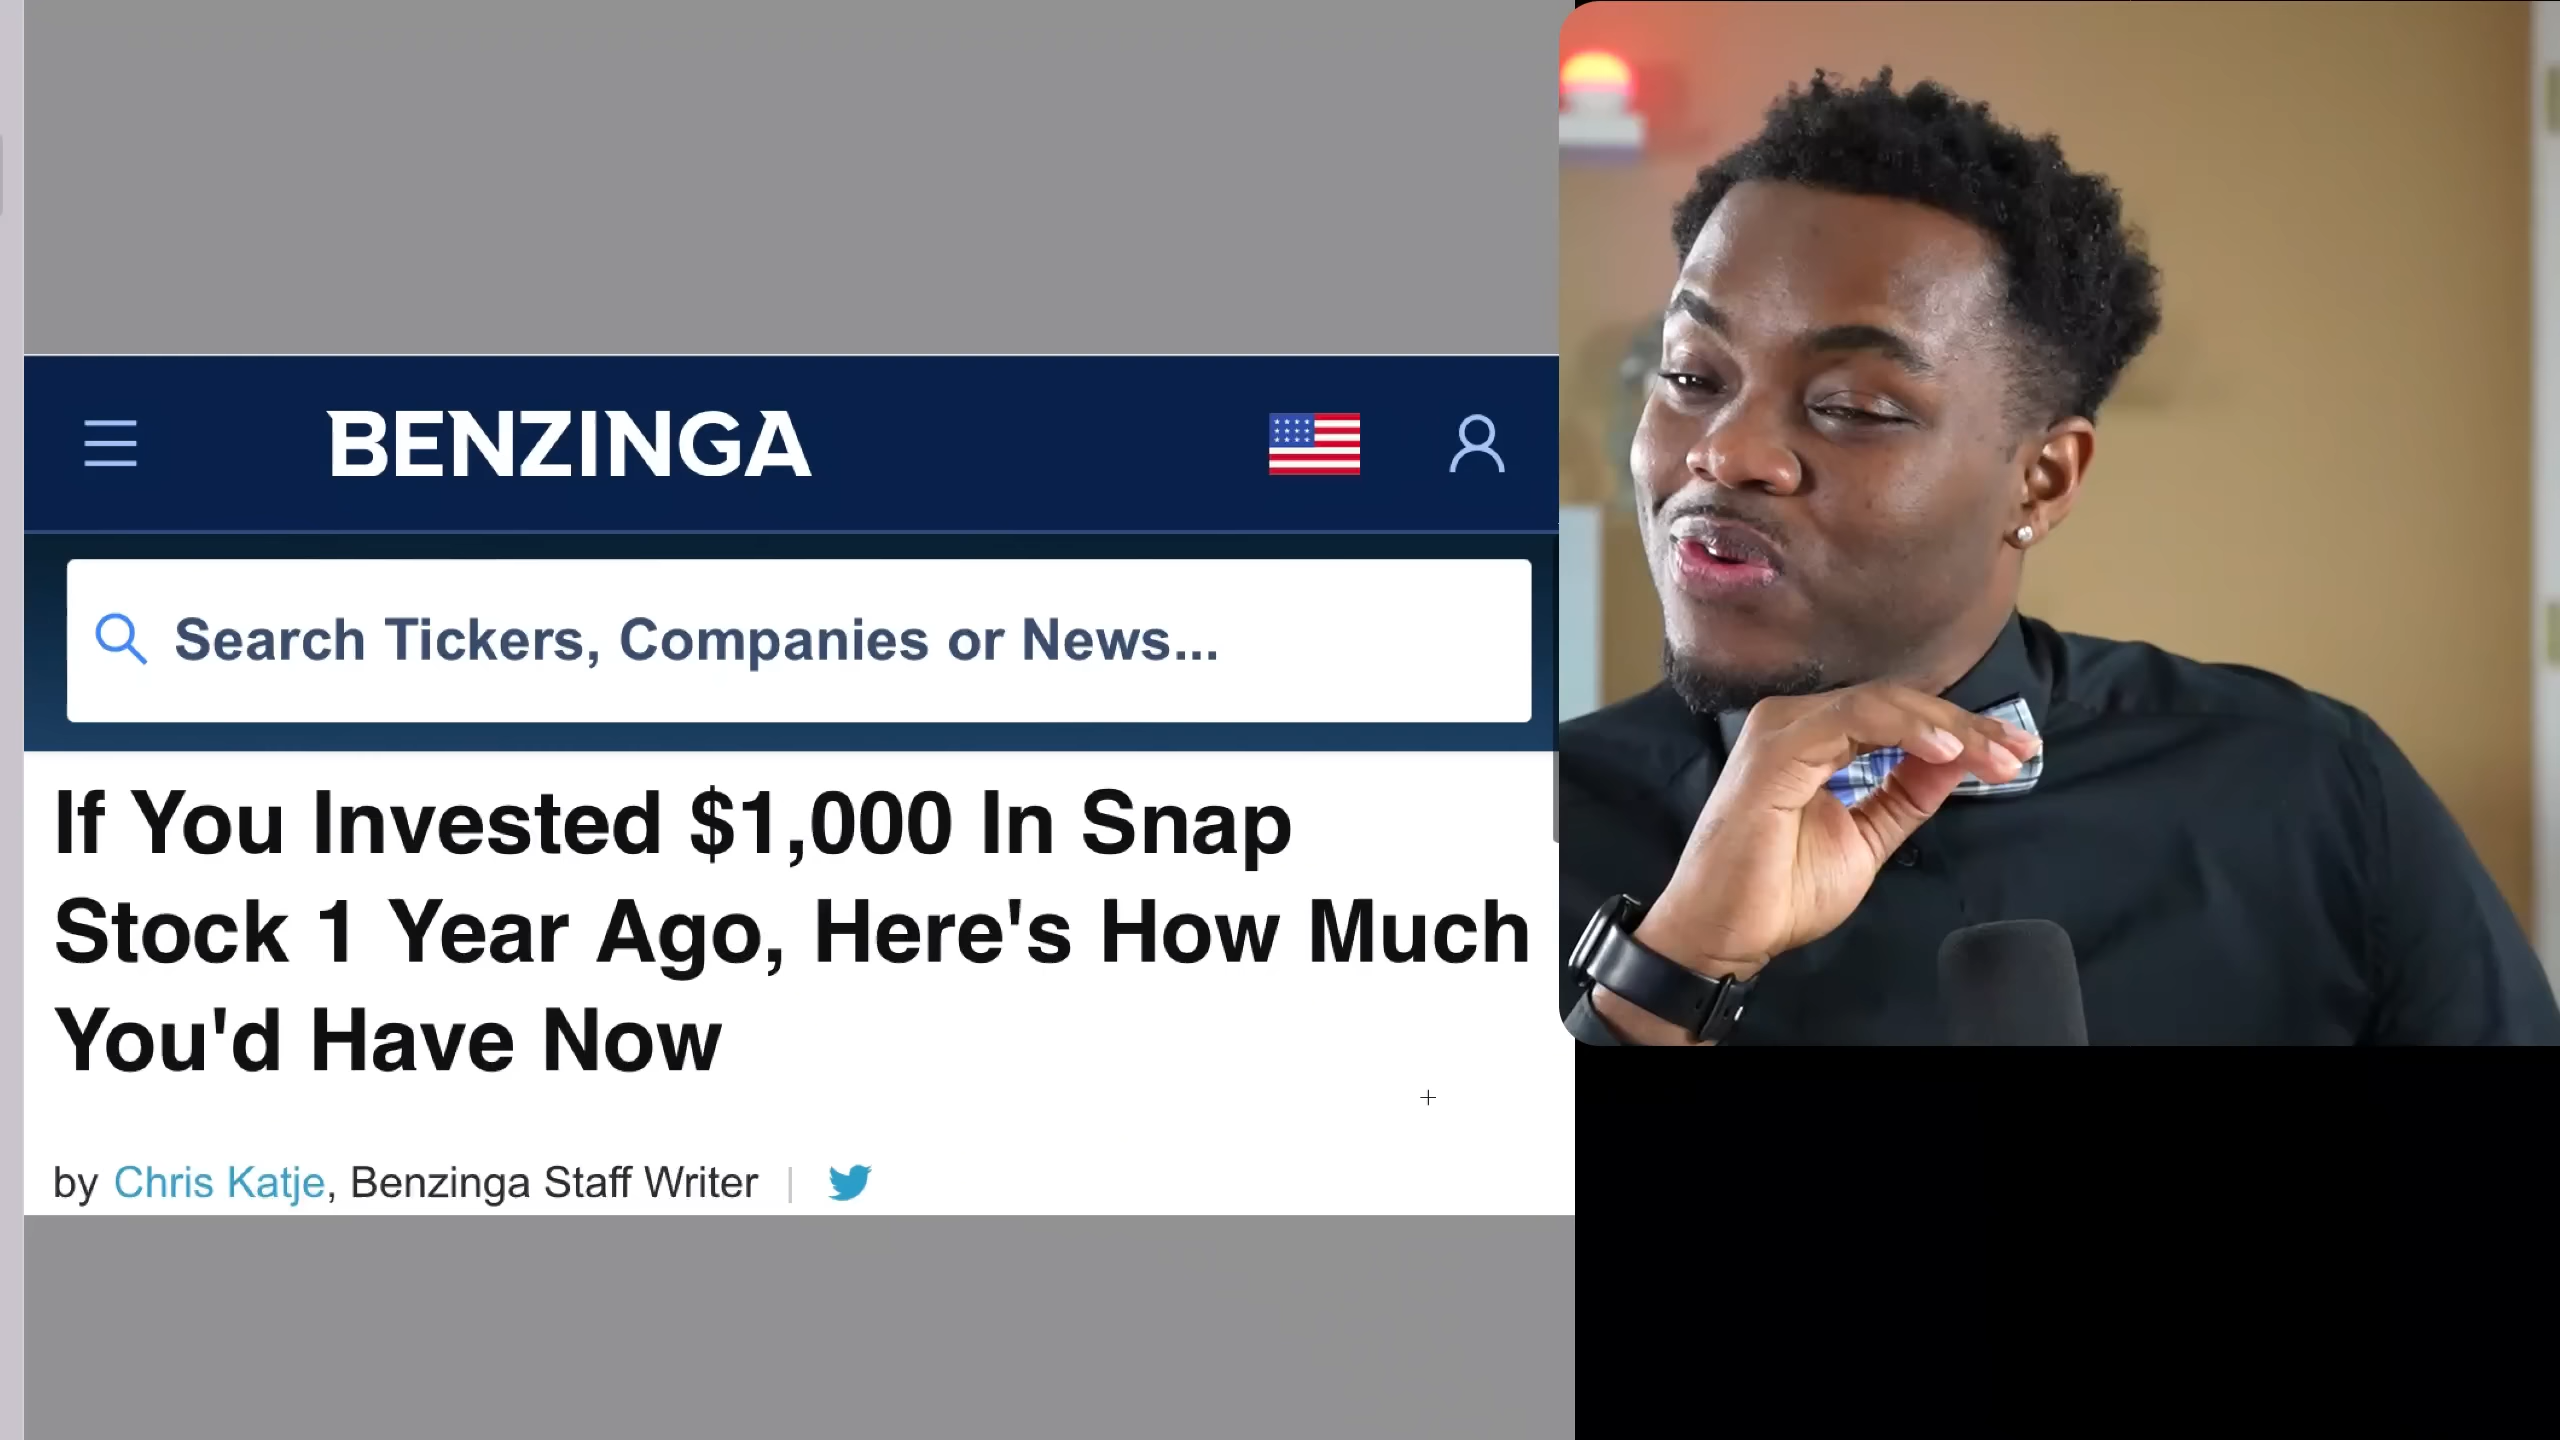 BENZINGA
Search Tickers, Companies or News...
If You Invested $1,000 In Snap
Stock 1 Year Ago, Here's How Much
You'd Have Now
by Chris Katje, Benzinga Staff Writer |